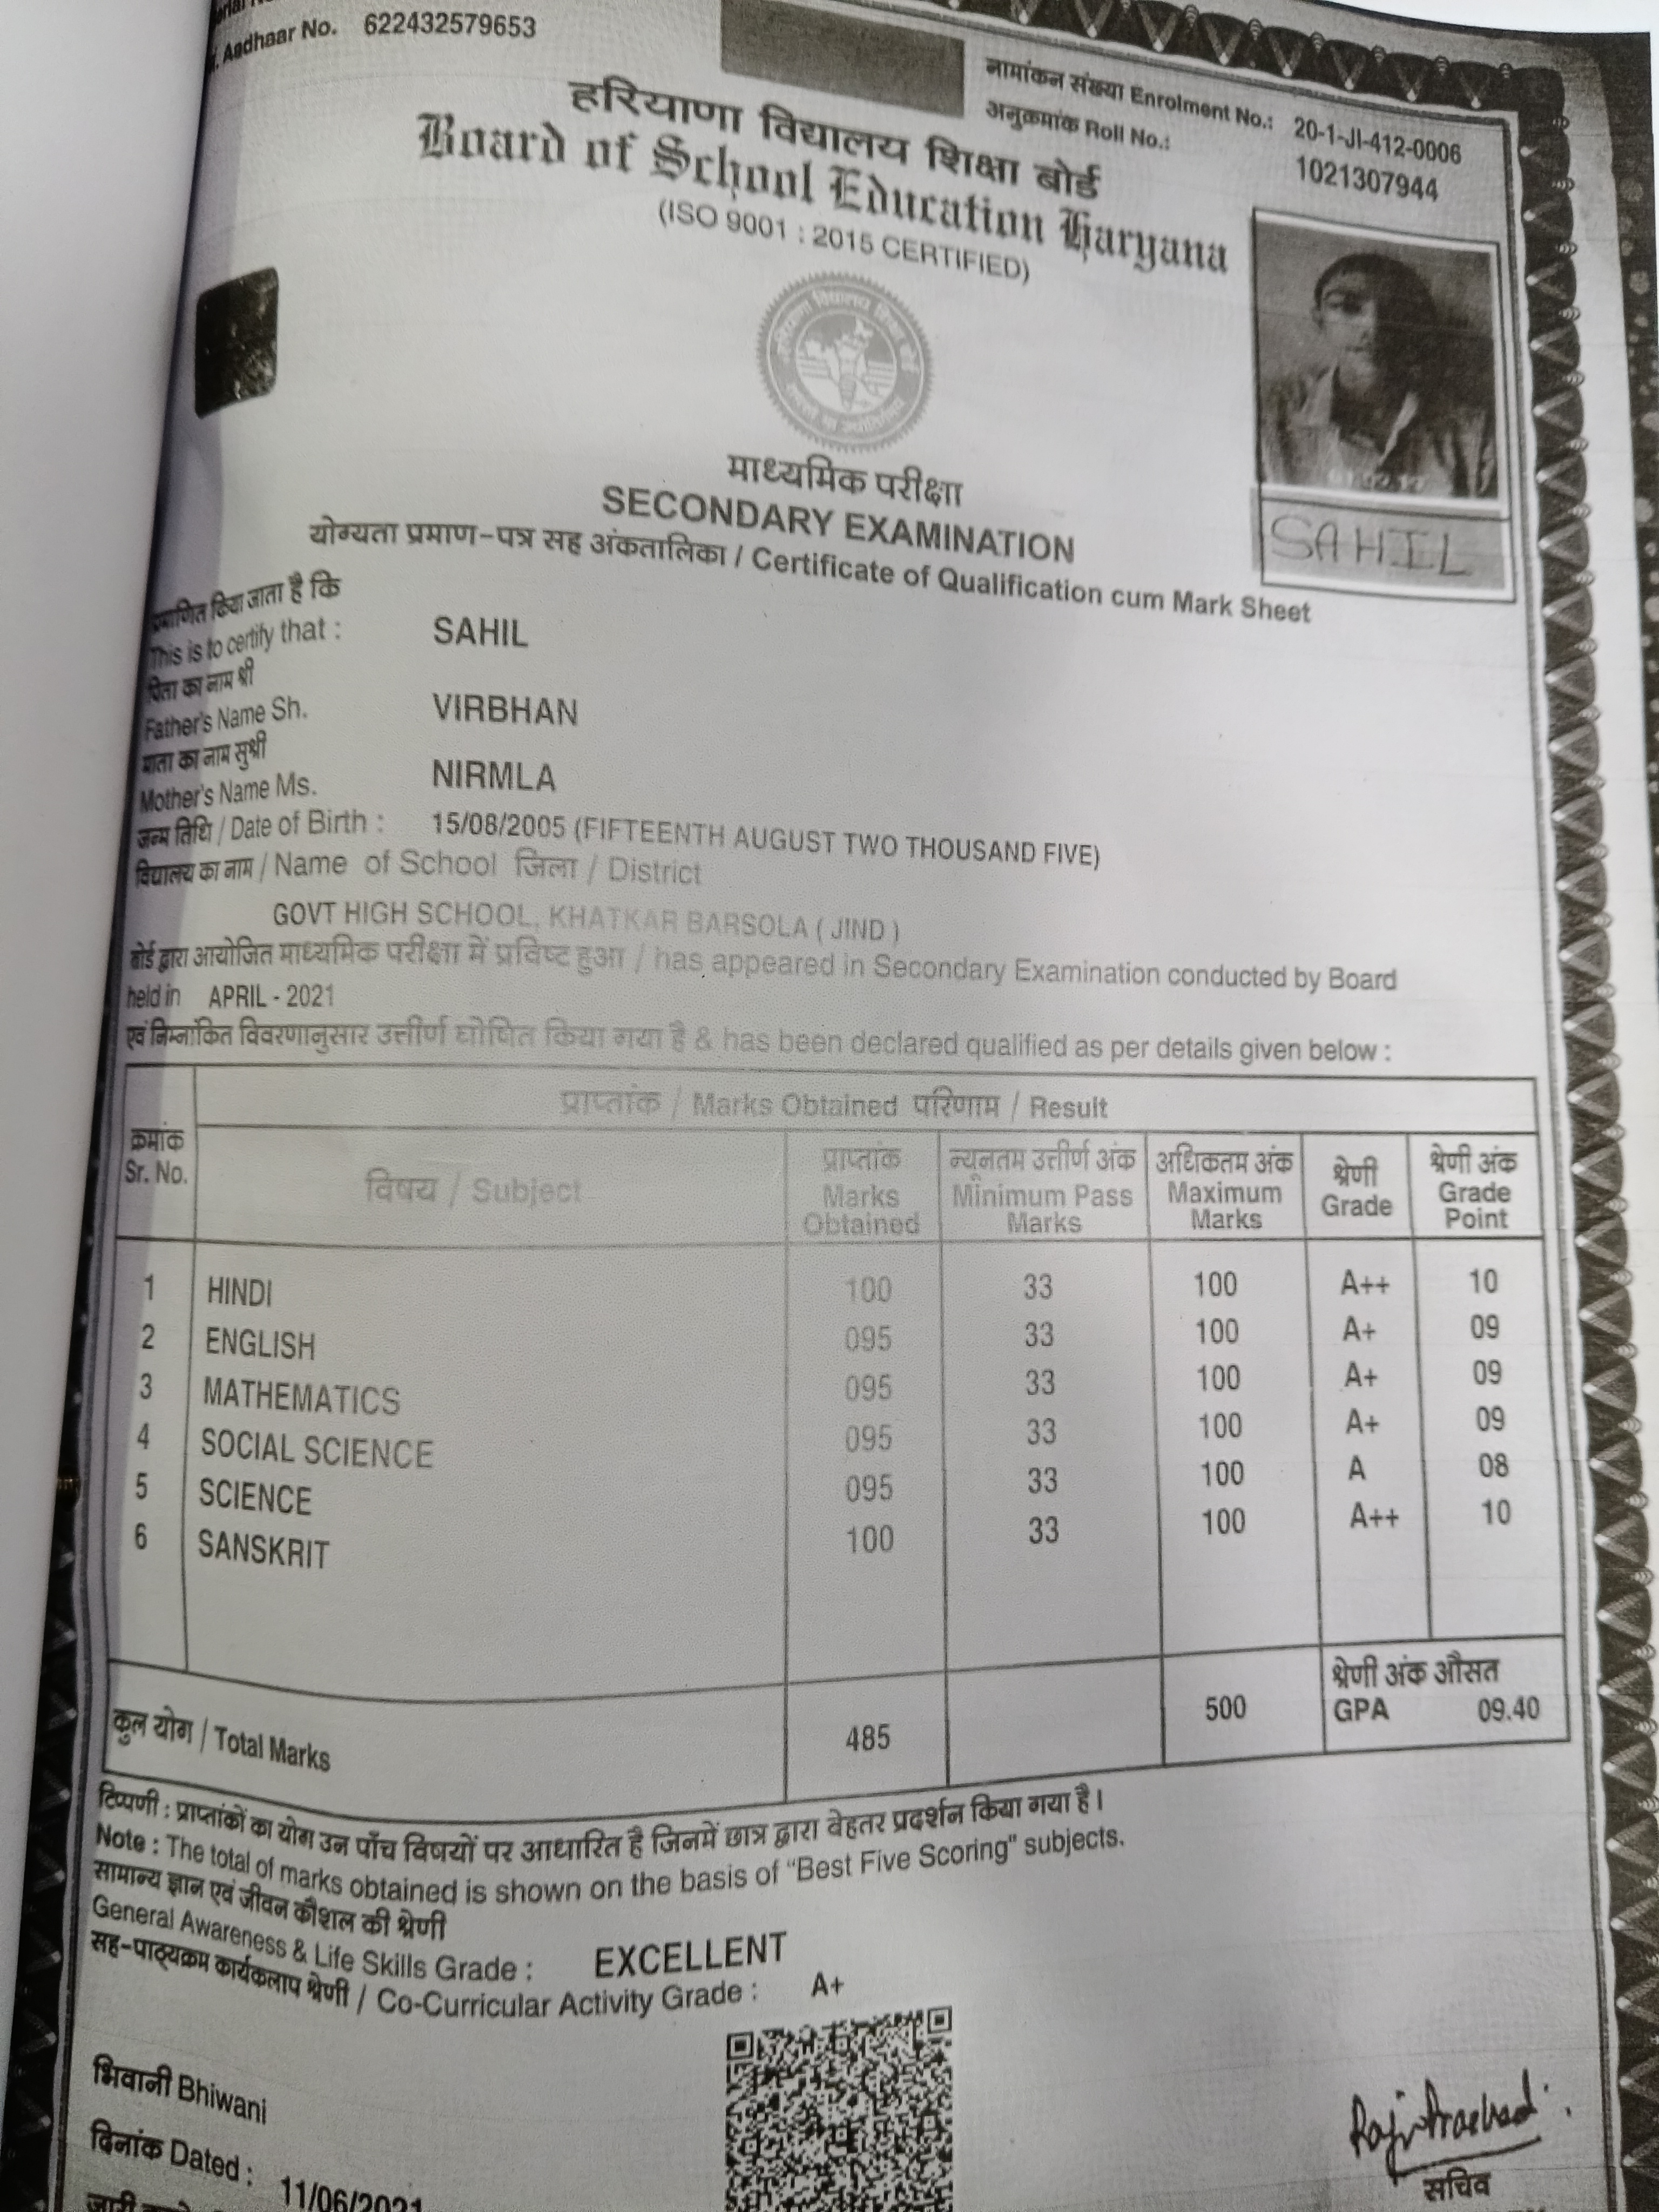 Aadhaar No. 622432579653
नामांकन संख्या Enrolment No.: 20-1-JI-412-0006
अनुक्रमांक Roll No.: 1021307944
हरियाणा विद्यालय शिक्षा बोर्ड
Board of School Education Haryana
(ISO 9001 : 2015 CERTIFIED)
SAHIL
माध्यमिक परीक्षा
SECONDARY EXAMINATION
योग्यता प्रमाण-पत्र सह अंकतालिका / Certificate of Qualification cum Mark Sheet
प्रमाणित किया जाता है कि
This is to certify that : SAHIL
पिता का नाम श्री
Father's Name Sh. VIRBHAN
माता का नाम सुश्री
Mother's Name Ms. NIRMLA
जन्म तिथि / Date of Birth : 15/08/2005 (FIFTEENTH AUGUST TWO THOUSAND FIVE)
विद्यालय का नाम / Name of School जिला / District
GOVT HIGH SCHOOL, KHATKAR BARSOLA ( JIND )
बोर्ड द्वारा आयोजित माध्यमिक परीक्षा में प्रविष्ट हुआ / has appeared in Secondary Examination conducted by Board
held in APRIL - 2021
एवं निम्नांकित विवरणानुसार उत्तीर्ण घोषित किया गया है & has been declared qualified as per details given below :
प्राप्तांक / Marks Obtained परिणाम / Result
क्रमांक Sr. No. विषय / Subject प्राप्तांक Marks Obtained न्यूनतम उत्तीर्ण अंक Minimum Pass Marks अधिकतम अंक Maximum Marks श्रेणी Grade श्रेणी अंक Grade Point
1 HINDI 100 33 100 A++ 10
2 ENGLISH 095 33 100 A+ 09
3 MATHEMATICS 095 33 100 A+ 09
4 SOCIAL SCIENCE 095 33 100 A+ 09
5 SCIENCE 095 33 100 A 08
6 SANSKRIT 100 33 100 A++ 10
श्रेणी अंक औसत
कुल योग / Total Marks 485 500 GPA 09.40
टिप्पणी : प्राप्तांकों का योग उन पाँच विषयों पर आधारित है जिनमें छात्र द्वारा बेहतर प्रदर्शन किया गया है।
Note : The total of marks obtained is shown on the basis of "Best Five Scoring" subjects.
सामान्य ज्ञान एवं जीवन कौशल की श्रेणी
General Awareness & Life Skills Grade : EXCELLENT
सह-पाठ्यक्रम कार्यकलाप श्रेणी / Co-Curricular Activity Grade : A+
भिवानी Bhiwani
दिनांक Dated : 11/06/2021
सचिव